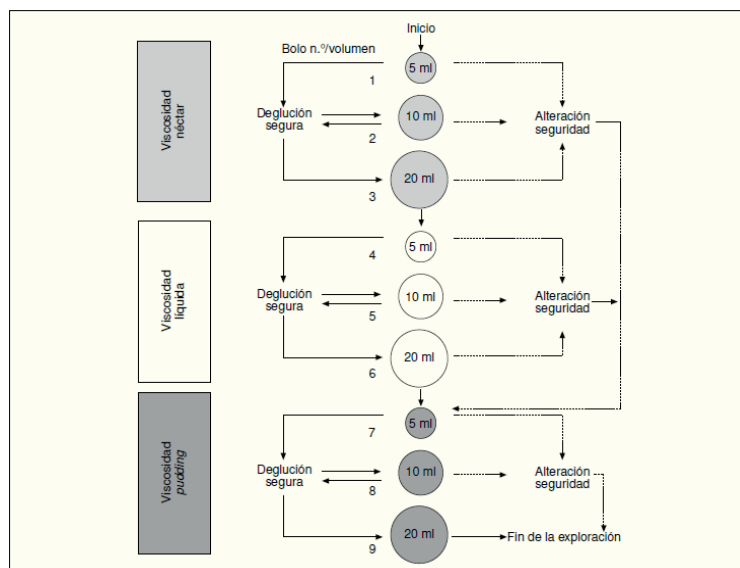 Inicio
Bolo n.º/volumen
5 ml
1
Viscosidad
néctar
Deglución
segura
10 ml
2
Alteración
seguridad
20 ml
3
5 ml
4
Viscosidad
líquida
Deglución
segura
10 ml
5
Alteración
seguridad
20 ml
6
5 ml
7
Viscosidad
pudding
Deglución
segura
10 ml
8
Alteración
seguridad
20 ml
9
Fin de la exploración